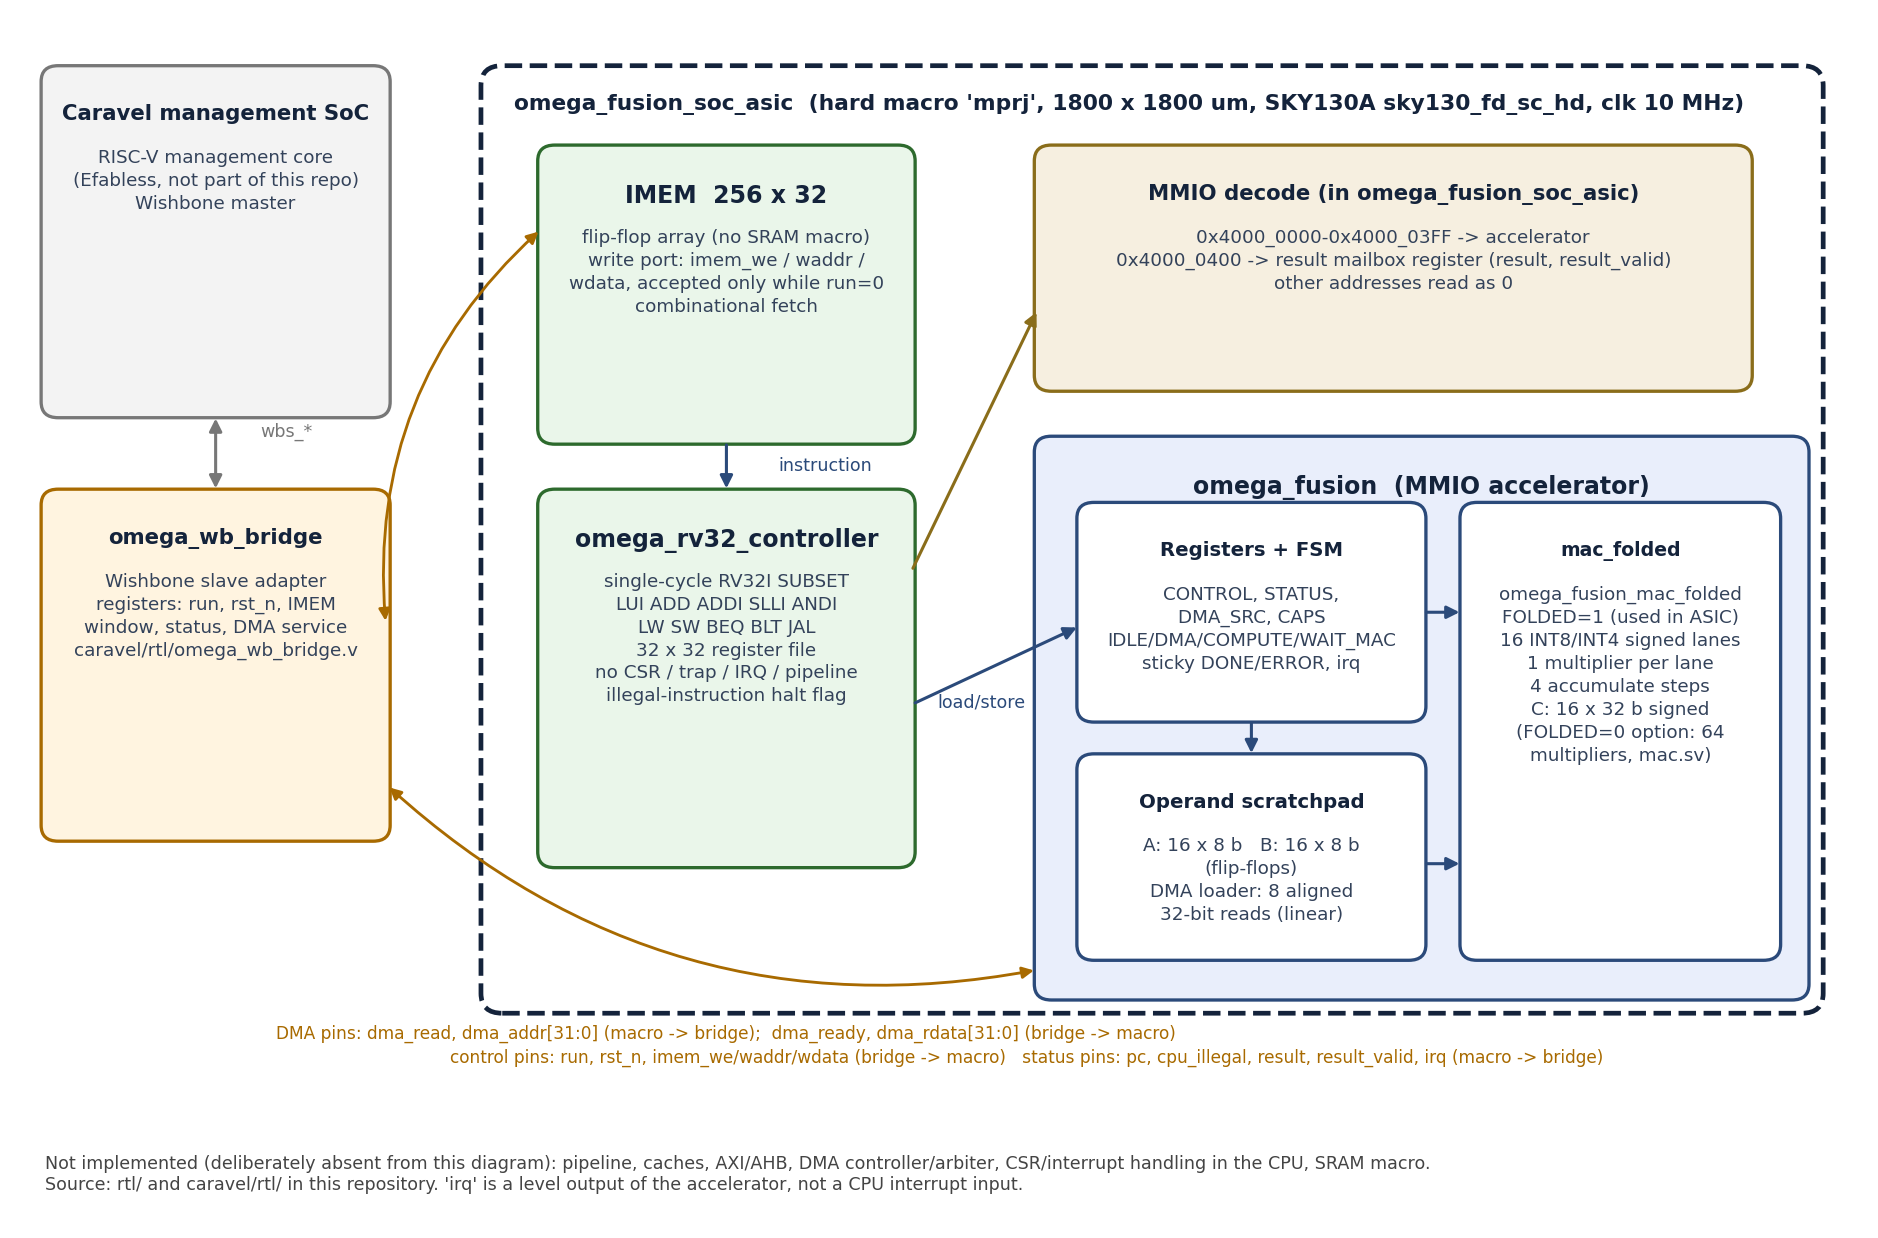 Caravel management SoC
RISC-V management core
(Efabless, not part of this repo)
Wishbone master
wbs_*
omega_wb_bridge
Wishbone slave adapter
registers: run, rst_n, IMEM
window, status, DMA service
caravel/rtl/omega_wb_bridge.v
omega_fusion_soc_asic  (hard macro 'mprj', 1800 x 1800 um, SKY130A sky130_fd_sc_hd, clk 10 MHz)
IMEM  256 x 32
flip-flop array (no SRAM macro)
write port: imem_we / waddr /
wdata, accepted only while run=0
combinational fetch
instruction
omega_rv32_controller
single-cycle RV32I SUBSET
LUI ADD ADDI SLLI ANDI
LW SW BEQ BLT JAL
32 x 32 register file
no CSR / trap / IRQ / pipeline
illegal-instruction halt flag
load/store
MMIO decode (in omega_fusion_soc_asic)
0x4000_0000-0x4000_03FF -> accelerator
0x4000_0400 -> result mailbox register (result, result_valid)
other addresses read as 0
omega_fusion  (MMIO accelerator)
Registers + FSM
CONTROL, STATUS,
DMA_SRC, CAPS
IDLE/DMA/COMPUTE/WAIT_MAC
sticky DONE/ERROR, irq
Operand scratchpad
A: 16 x 8 b   B: 16 x 8 b
(flip-flops)
DMA loader: 8 aligned
32-bit reads (linear)
mac_folded
omega_fusion_mac_folded
FOLDED=1 (used in ASIC)
16 INT8/INT4 signed lanes
1 multiplier per lane
4 accumulate steps
C: 16 x 32 b signed
(FOLDED=0 option: 64
multipliers, mac.sv)
DMA pins: dma_read, dma_addr[31:0] (macro -> bridge);  dma_ready, dma_rdata[31:0] (bridge -> macro)
control pins: run, rst_n, imem_we/waddr/wdata (bridge -> macro)   status pins: pc, cpu_illegal, result, result_valid, irq (macro -> bridge)
Not implemented (deliberately absent from this diagram): pipeline, caches, AXI/AHB, DMA controller/arbiter, CSR/interrupt handling in the CPU, SRAM macro.
Source: rtl/ and caravel/rtl/ in this repository. 'irq' is a level output of the accelerator, not a CPU interrupt input.